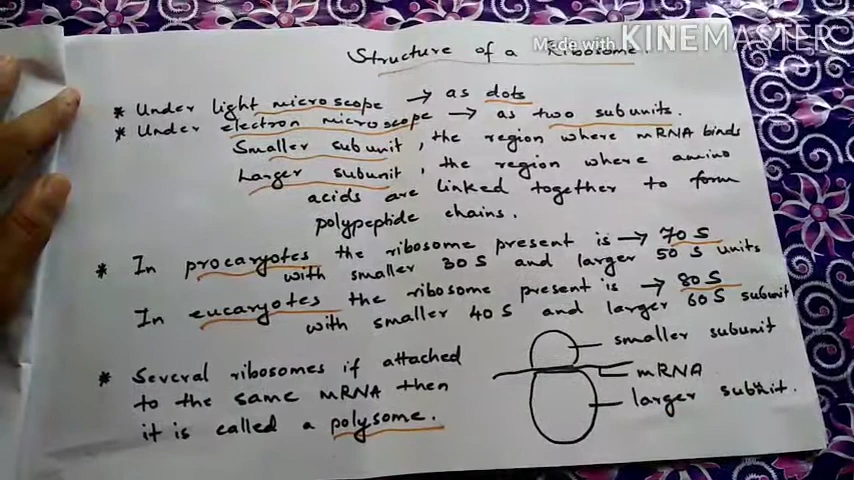 Structure of a Ribosome.
Made with KINEMASTER
* Under light microscope → as dots
* Under electron microscope → as two subunits.
Smaller subunit, the region where mRNA binds
Larger subunit, the region where amino
acids are linked together to form
polypeptide chains.
* In procaryotes the ribosome present is → 70 S
with smaller 30 S and larger 50 S units
In eucaryotes the ribosome present is → 80 S
with smaller 40 S and larger 60 S subunit
* Several ribosomes if attached
to the same mRNA then
it is called a polysome.
smaller subunit
mRNA
larger subunit.